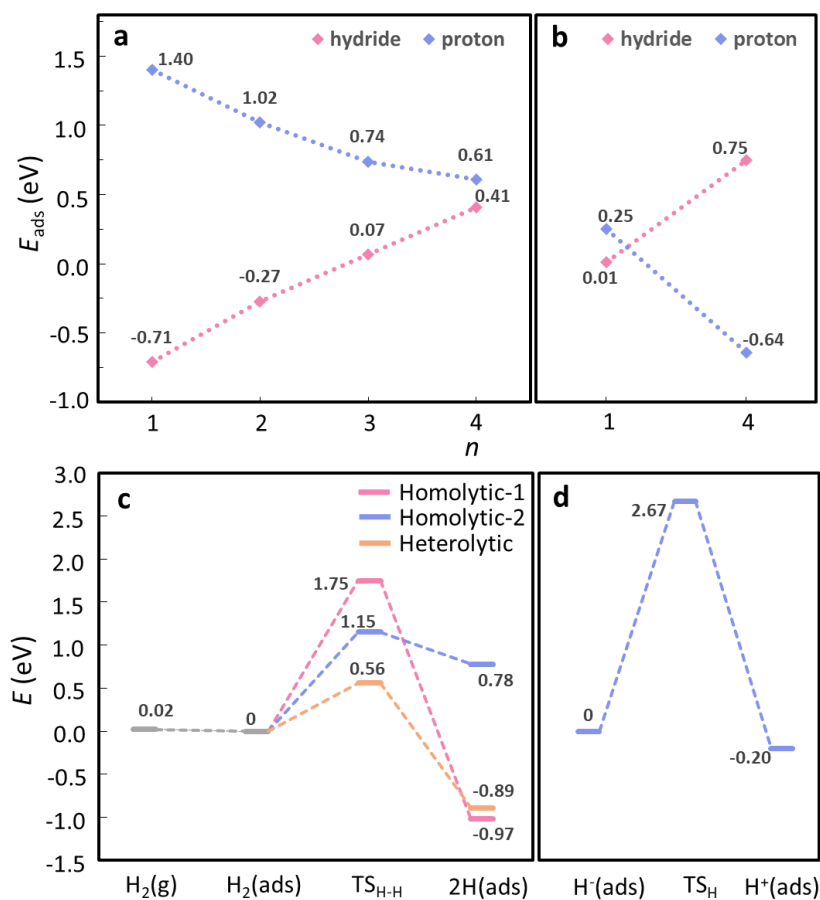 a
hydride
proton
b
hydride
proton
E_ads (eV)
1.5
1.0
0.5
0.0
-0.5
-1.0
1.40
1.02
0.74
0.61
0.41
0.07
-0.27
-0.71
0.75
0.25
0.01
-0.64
1 2 3 4
1 4
n
c
Homolytic-1
Homolytic-2
Heterolytic
d
E (eV)
3.0
2.5
2.0
1.5
1.0
0.5
0.0
-0.5
-1.0
-1.5
0.02
0
1.75
1.15
0.56
0.78
-0.89
-0.97
2.67
0
-0.20
H₂(g) H₂(ads) TS_H-H 2H(ads)
H⁻(ads) TS_H H⁺(ads)